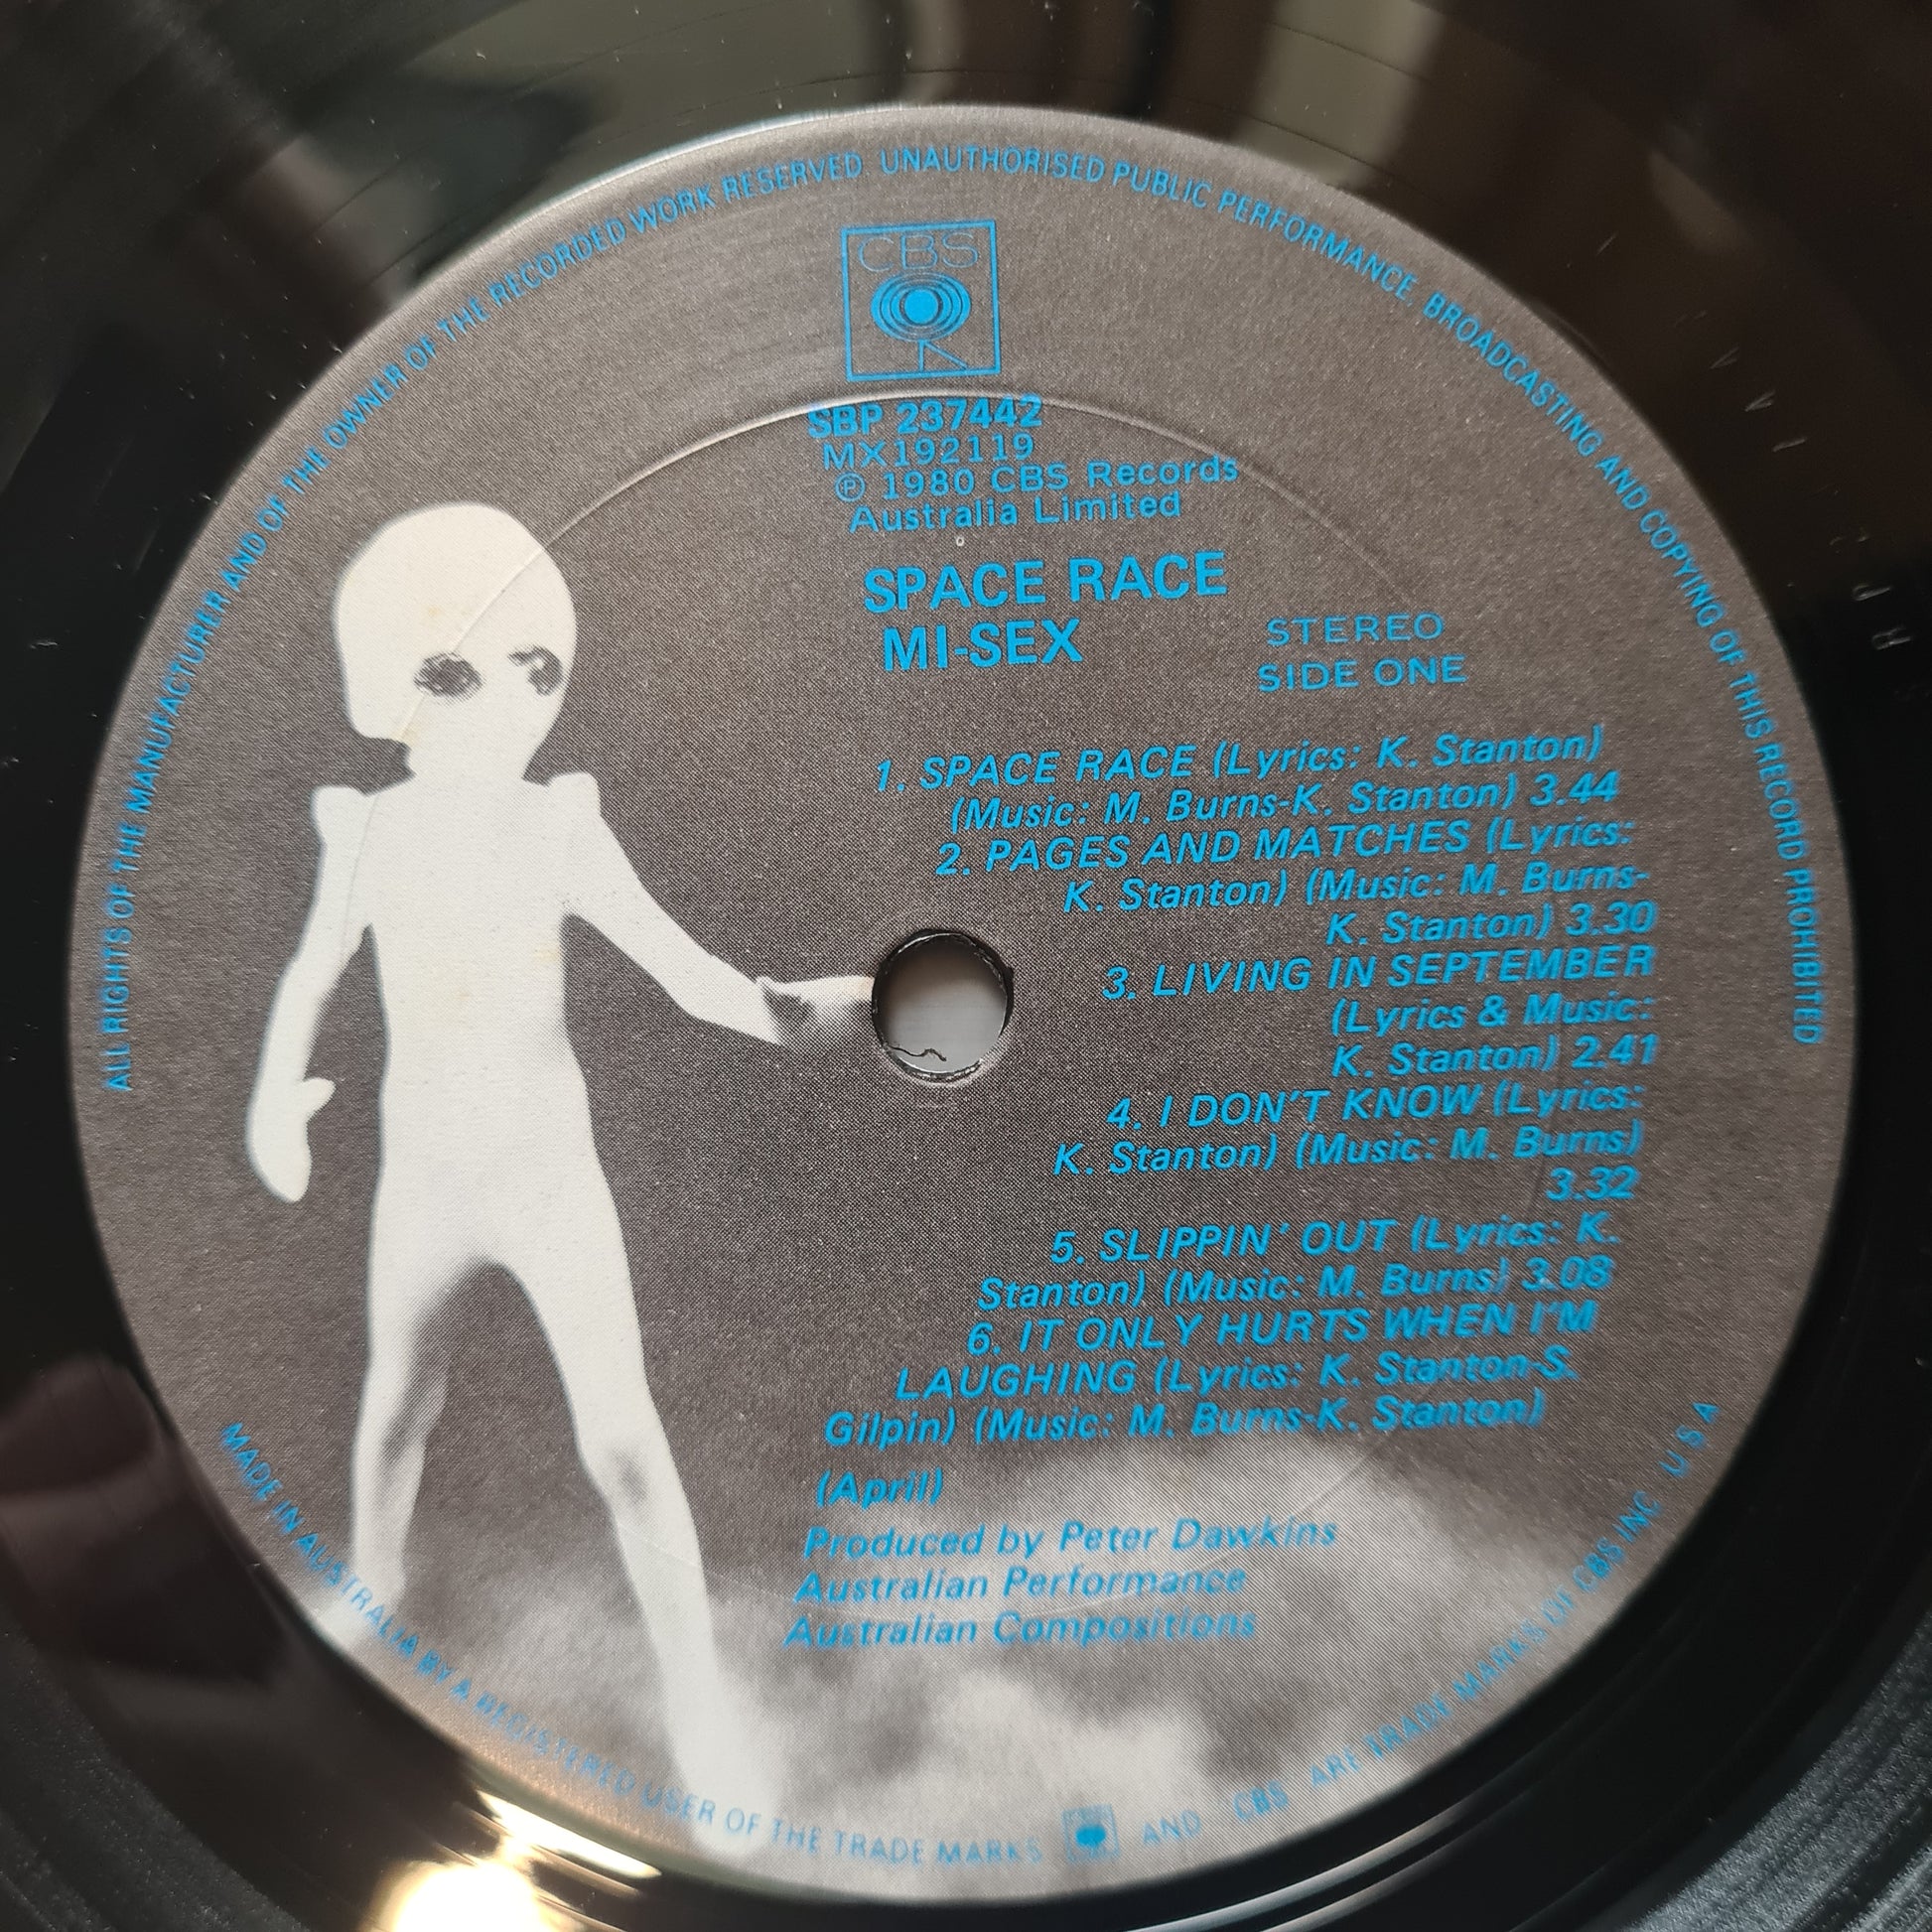 ALL RIGHTS OF THE MANUFACTURER AND OF THE OWNER OF THE RECORDED WORK RESERVED. UNAUTHORISED PUBLIC PERFORMANCE, BROADCASTING AND COPYING OF THIS RECORD PROHIBITED
CBS
SBP 237442
MX192119
℗ 1980 CBS Records
Australia Limited
SPACE RACE
MI-SEX
STEREO
SIDE ONE
1. SPACE RACE (Lyrics: K. Stanton)
(Music: M. Burns-K. Stanton) 3.44
2. PAGES AND MATCHES (Lyrics:
K. Stanton) (Music: M. Burns-
K. Stanton) 3.30
3. LIVING IN SEPTEMBER
(Lyrics & Music:
K. Stanton) 2.41
4. I DON'T KNOW (Lyrics:
K. Stanton) (Music: M. Burns)
3.32
5. SLIPPIN' OUT (Lyrics: K.
Stanton) (Music: M. Burns) 3.08
6. IT ONLY HURTS WHEN I'M
LAUGHING (Lyrics: K. Stanton-S.
Gilpin) (Music: M. Burns-K. Stanton)
(April)
Produced by Peter Dawkins
Australian Performance
Australian Compositions
MADE IN AUSTRALIA BY A REGISTERED USER OF THE TRADE MARKS AND CBS ARE TRADE MARKS OF CBS INC U.S.A